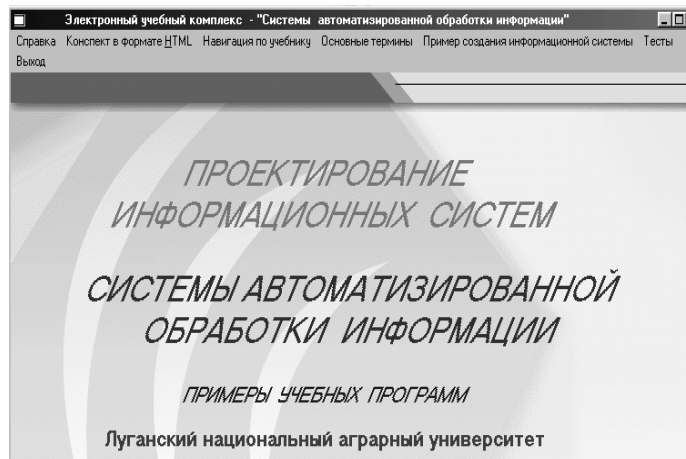 Электронный учебный комплекс - "Системы автоматизированной обработки информации"
Справка Конспект в формате HTML Навигация по учебнику Основные термины Пример создания информационной системы Тесты
Выход
ПРОЕКТИРОВАНИЕ
ИНФОРМАЦИОННЫХ СИСТЕМ
СИСТЕМЫ АВТОМАТИЗИРОВАННОЙ
ОБРАБОТКИ ИНФОРМАЦИИ
ПРИМЕРЫ УЧЕБНЫХ ПРОГРАММ
Луганский национальный аграрный университет